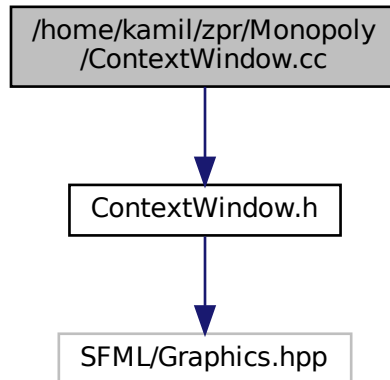 /home/kamil/zpr/Monopoly
/ContextWindow.cc
ContextWindow.h
SFML/Graphics.hpp